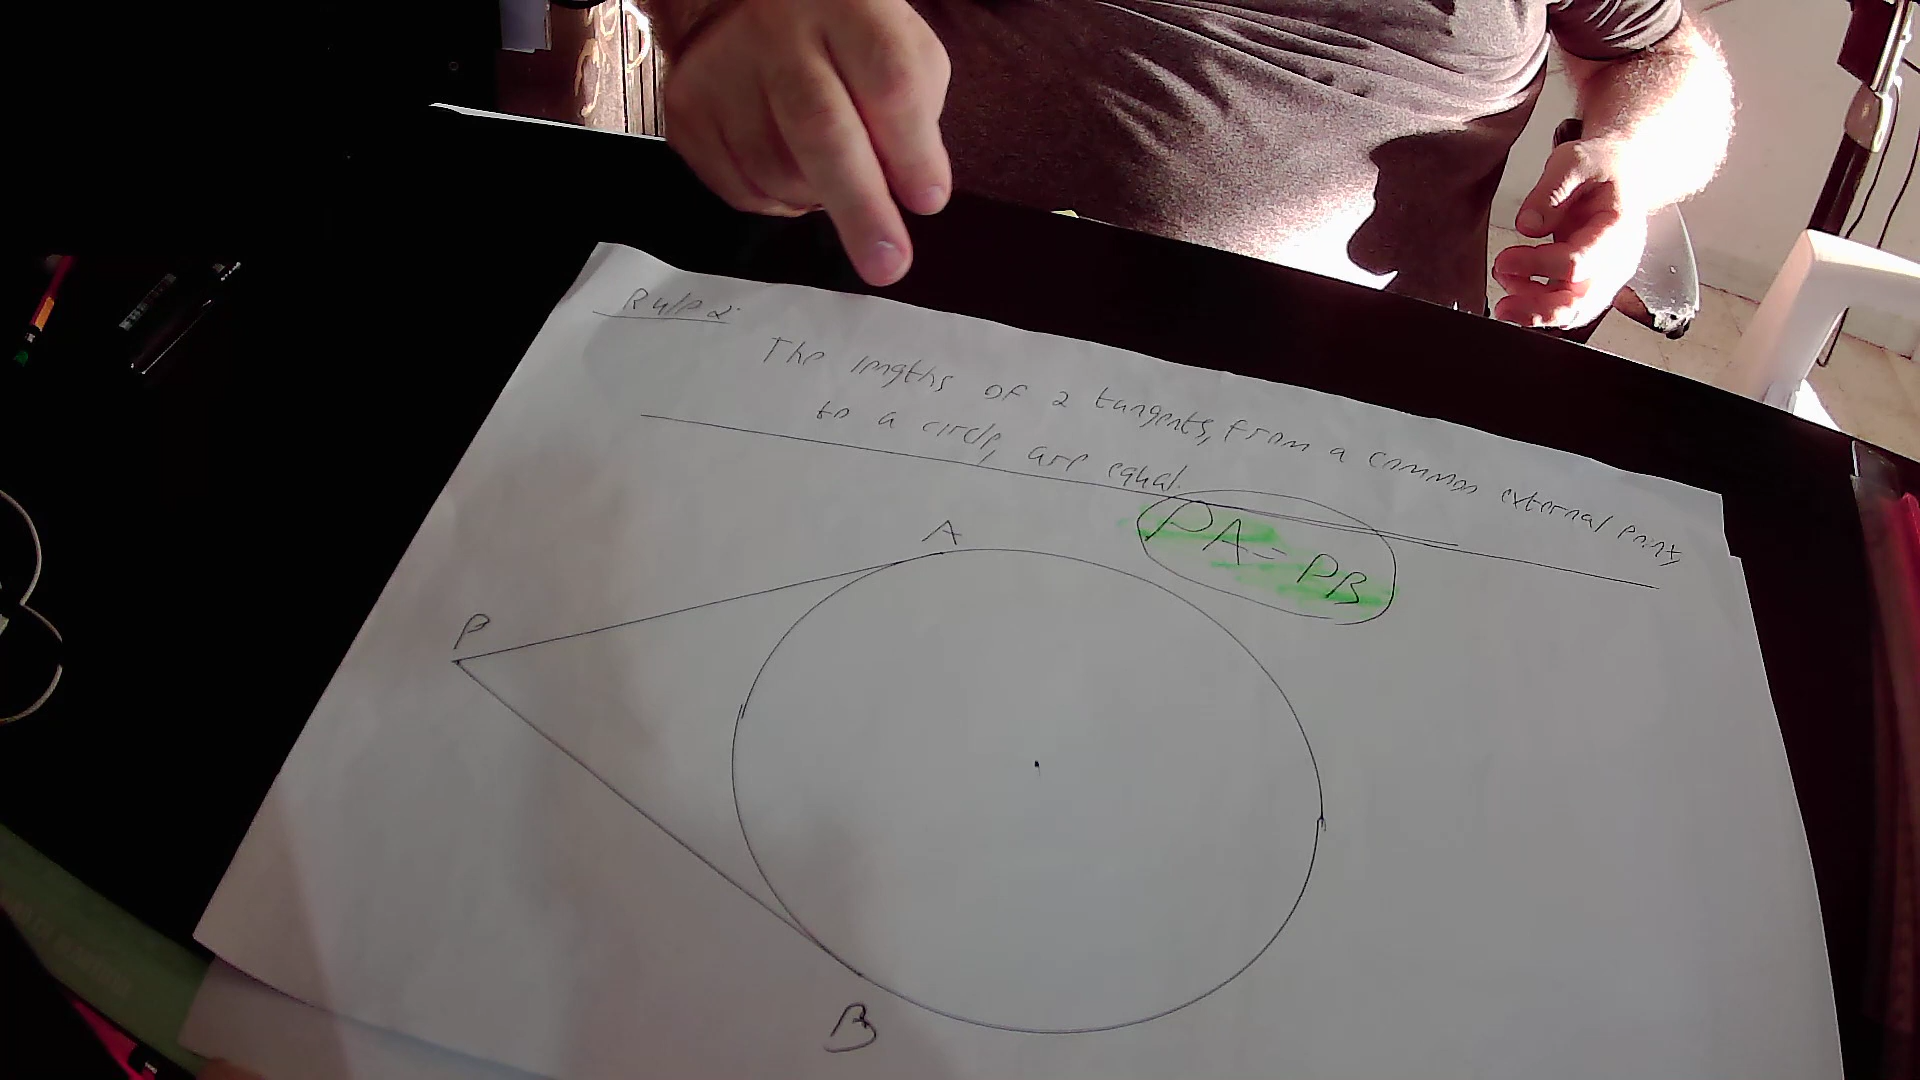 Rule 2:
The lengths of 2 tangents, from a common external point,
to a circle, are equal.
PA = PB
A
P
B